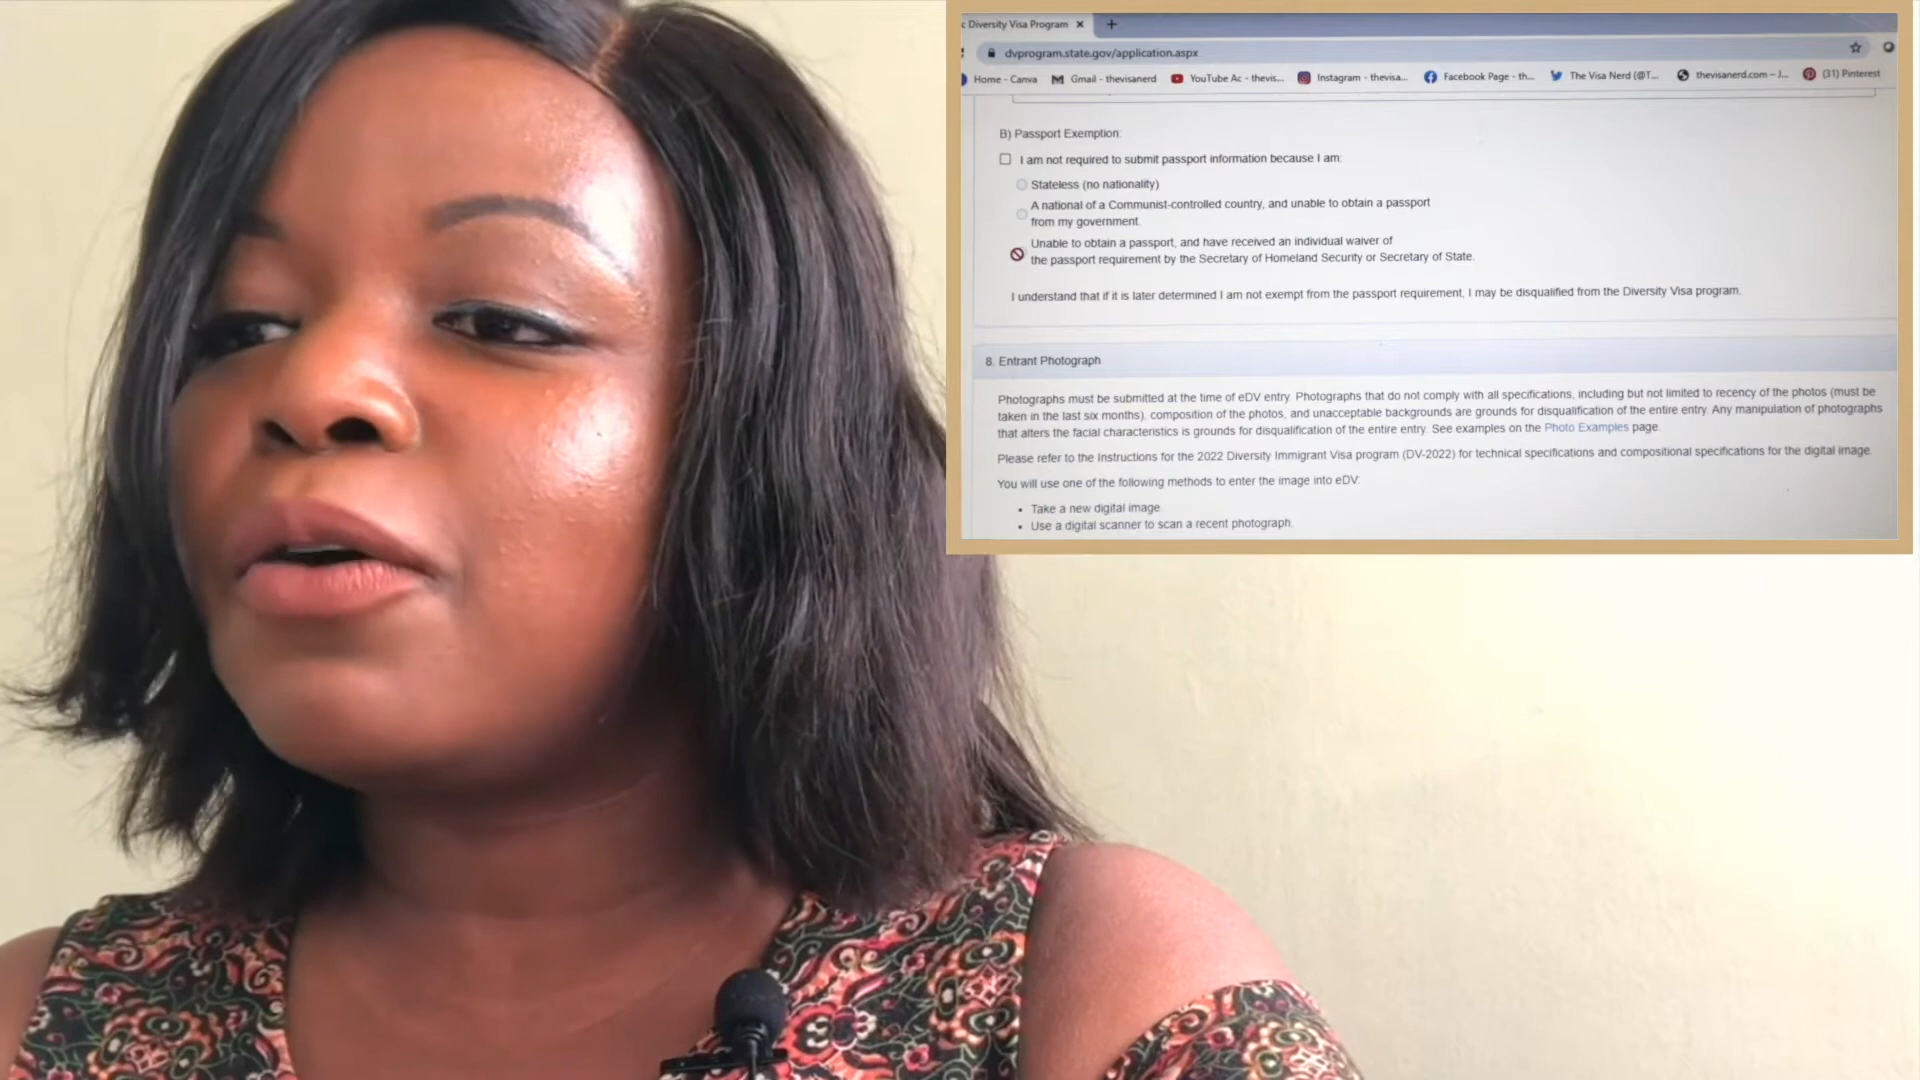 c Diversity Visa Program
dvprogram.state.gov/application.aspx
Home - Canva Gmail - thevisanerd YouTube Ac - thevis... Instagram - thevisa... Facebook Page - th... The Visa Nerd (@T... thevisanerd.com – J... (31) Pinterest
B) Passport Exemption:
I am not required to submit passport information because I am:
Stateless (no nationality)
A national of a Communist-controlled country, and unable to obtain a passport
from my government.
Unable to obtain a passport, and have received an individual waiver of
the passport requirement by the Secretary of Homeland Security or Secretary of State.
I understand that if it is later determined I am not exempt from the passport requirement, I may be disqualified from the Diversity Visa program.
8. Entrant Photograph
Photographs must be submitted at the time of eDV entry. Photographs that do not comply with all specifications, including but not limited to recency of the photos (must be
taken in the last six months), composition of the photos, and unacceptable backgrounds are grounds for disqualification of the entire entry. Any manipulation of photographs
that alters the facial characteristics is grounds for disqualification of the entire entry. See examples on the Photo Examples page.
Please refer to the Instructions for the 2022 Diversity Immigrant Visa program (DV-2022) for technical specifications and compositional specifications for the digital image.
You will use one of the following methods to enter the image into eDV:
• Take a new digital image.
• Use a digital scanner to scan a recent photograph.